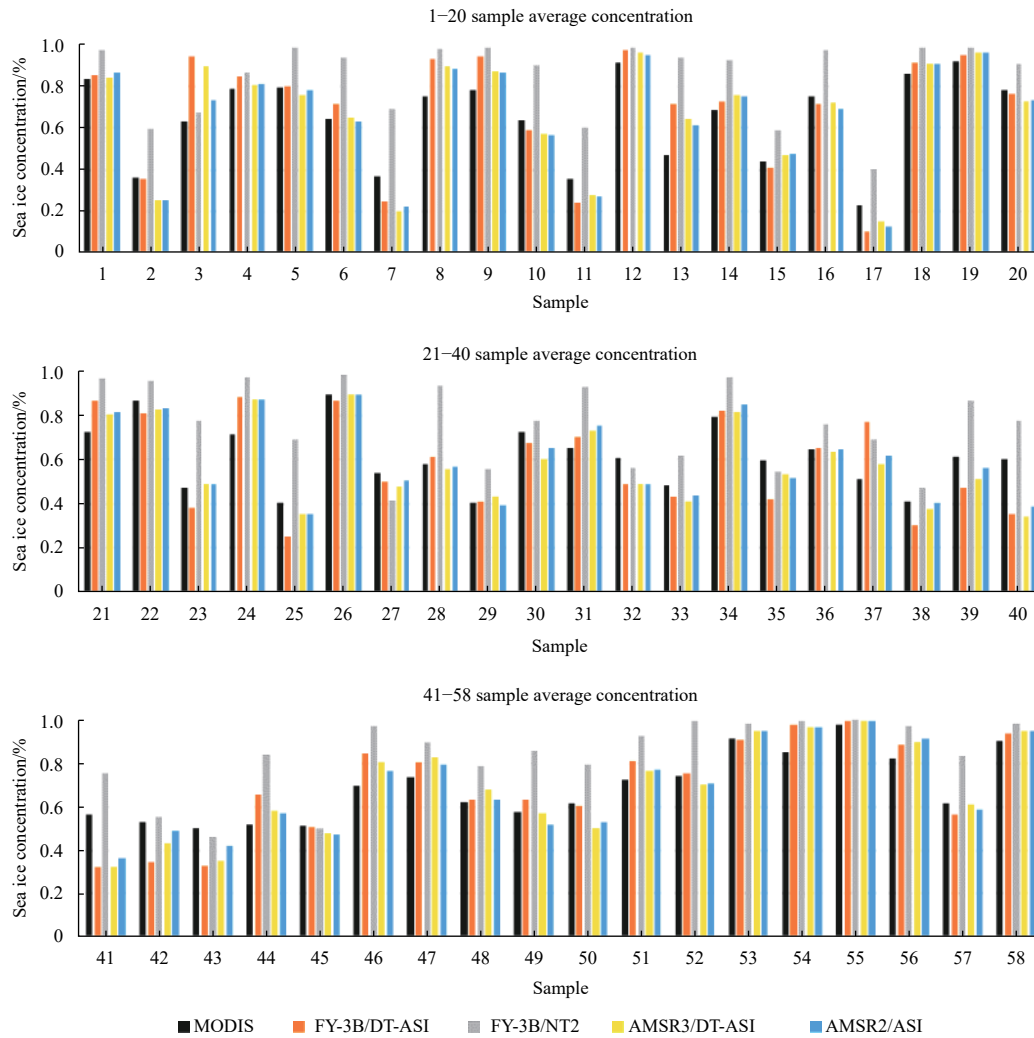 1−20 sample average concentration
Sea ice concentration/%
1.0
0.8
0.6
0.4
0.2
0
1 2 3 4 5 6 7 8 9 10 11 12 13 14 15 16 17 18 19 20
Sample
21−40 sample average concentration
Sea ice concentration/%
1.0
0.8
0.6
0.4
0.2
0
21 22 23 24 25 26 27 28 29 30 31 32 33 34 35 36 37 38 39 40
Sample
41−58 sample average concentration
Sea ice concentration/%
1.0
0.8
0.6
0.4
0.2
0
41 42 43 44 45 46 47 48 49 50 51 52 53 54 55 56 57 58
Sample
MODIS FY-3B/DT-ASI FY-3B/NT2 AMSR3/DT-ASI AMSR2/ASI